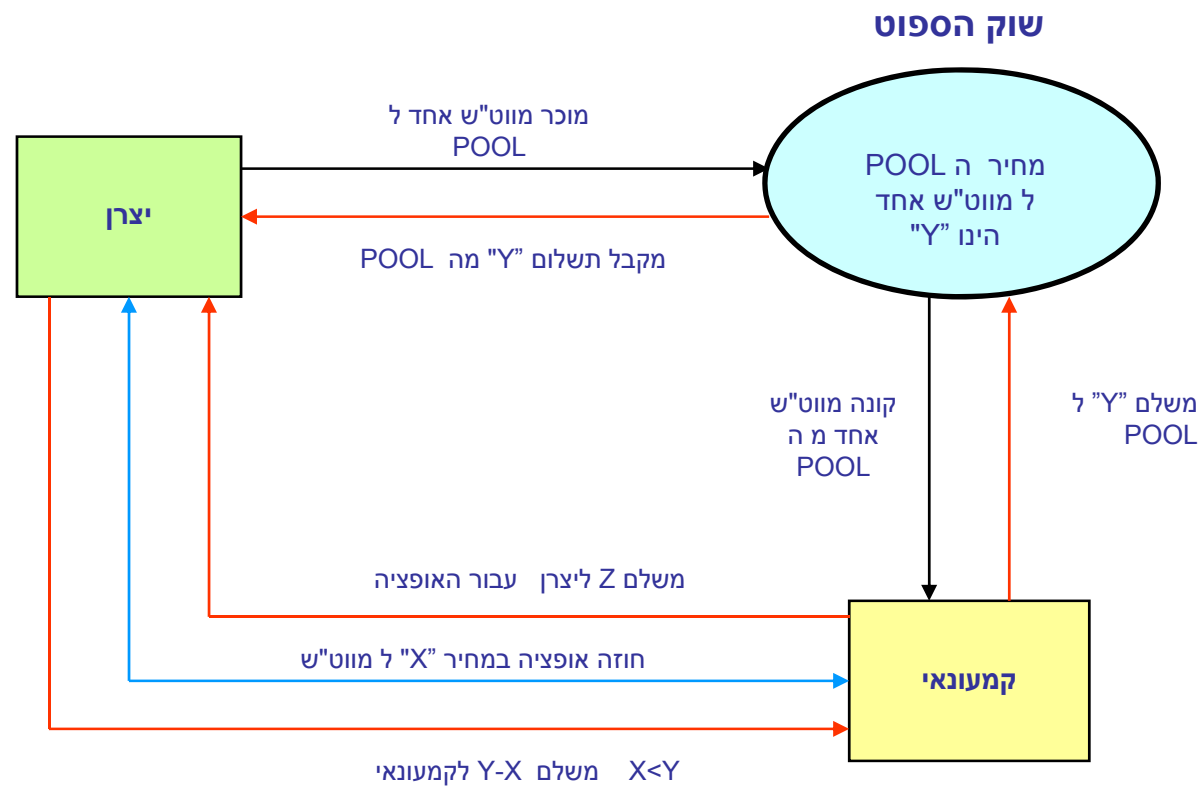 שוק הספוט
מוכר מווט"ש אחד ל
POOL
מחיר ה POOL
ל מווט"ש אחד
הינו "Y”
יצרן
מקבל תשלום "Y” מה POOL
קונה מווט"ש
אחד מ ה
POOL
משלם ”Y” ל
POOL
משלם Z ליצרן עבור האופציה
חוזה אופציה במחיר "X” ל מווט"ש
קמעונאי
X<Y משלם Y-X לקמעונאי